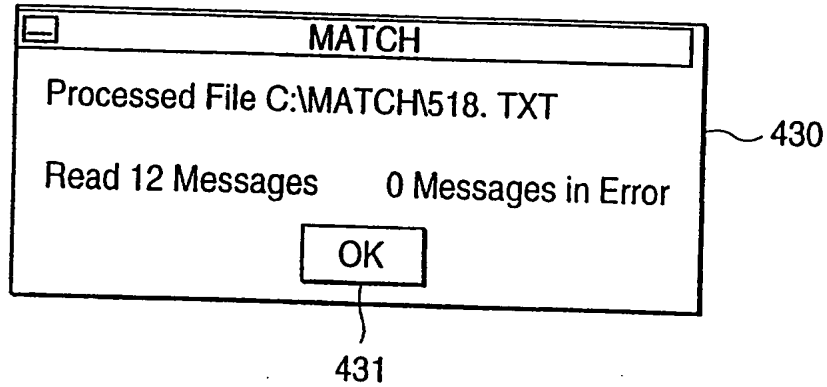 MATCH
Processed File C:\MATCH\518. TXT
430
Read 12 Messages 0 Messages in Error
OK
431